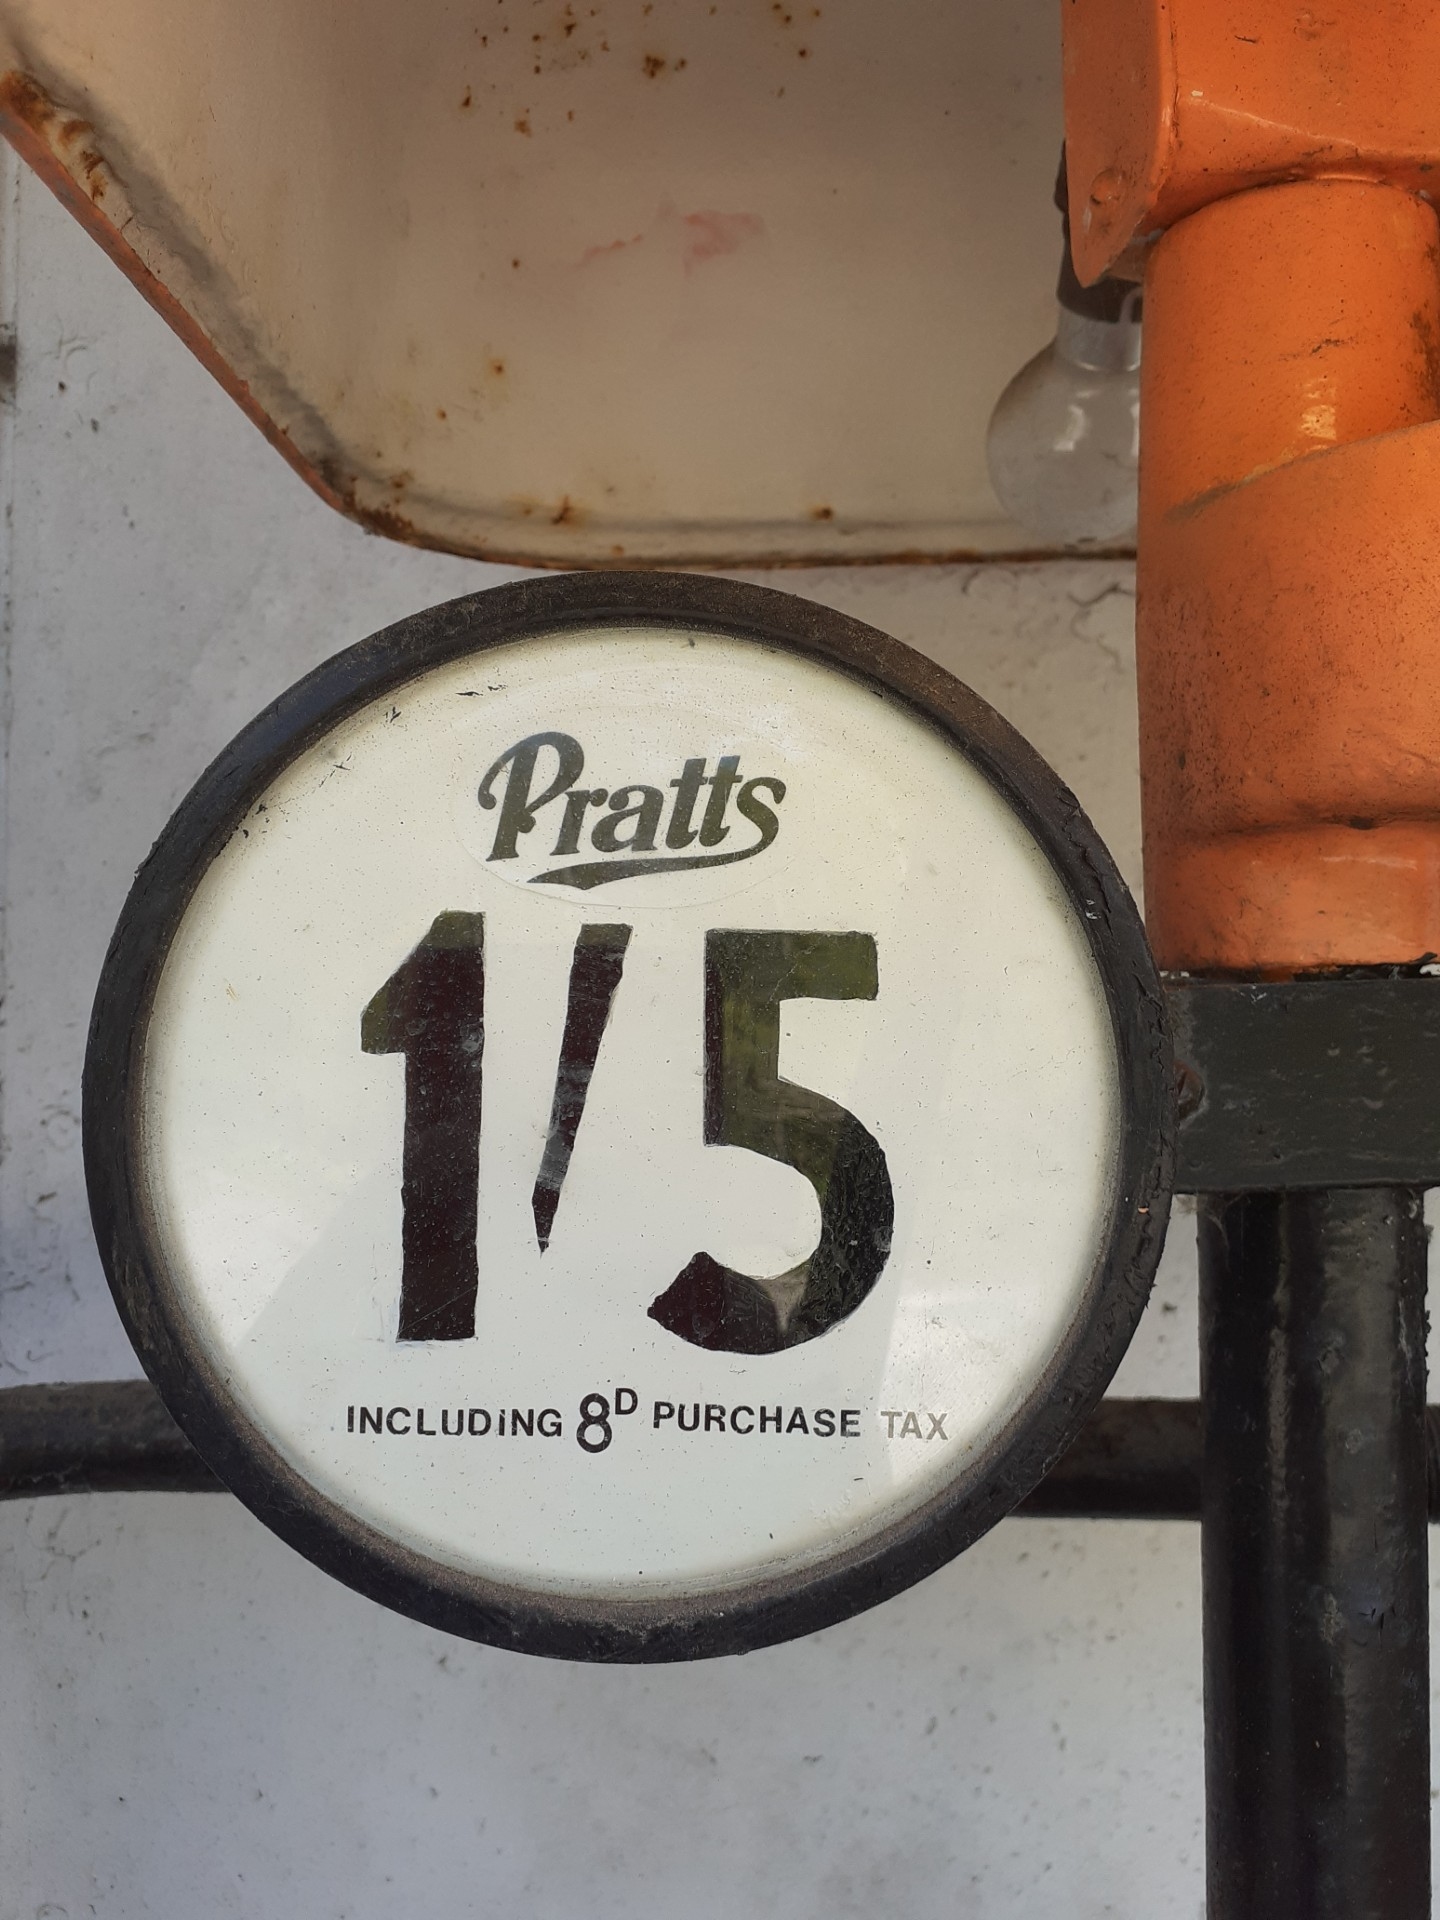 Pratts
1/5
INCLUDiNG 8D PURCHASE TAX